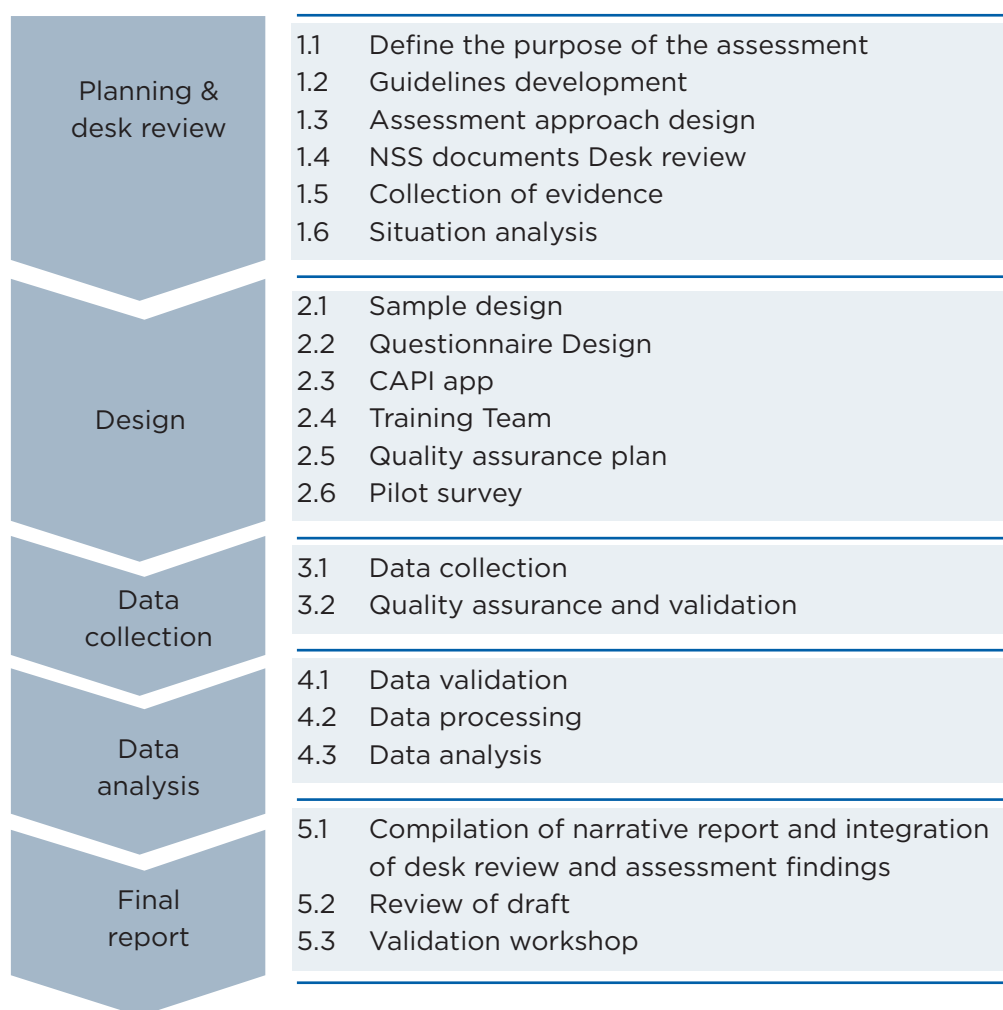 Planning &
desk review
1.1 Define the purpose of the assessment
1.2 Guidelines development
1.3 Assessment approach design
1.4 NSS documents Desk review
1.5 Collection of evidence
1.6 Situation analysis
Design
2.1 Sample design
2.2 Questionnaire Design
2.3 CAPI app
2.4 Training Team
2.5 Quality assurance plan
2.6 Pilot survey
Data
collection
3.1 Data collection
3.2 Quality assurance and validation
Data
analysis
4.1 Data validation
4.2 Data processing
4.3 Data analysis
Final
report
5.1 Compilation of narrative report and integration
of desk review and assessment findings
5.2 Review of draft
5.3 Validation workshop